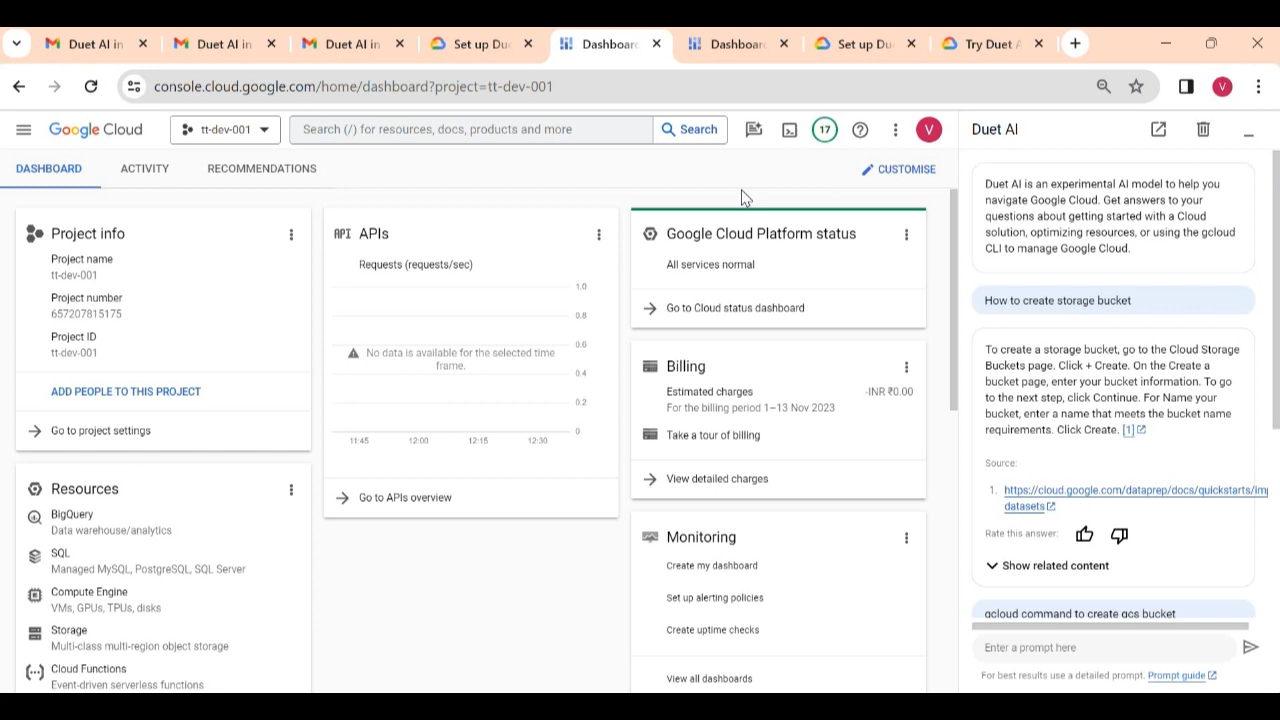 Duet AI in
Duet AI in
Duet AI in
Set up Du
Dashboar
Dashboar
Set up Du
Try Duet A
console.cloud.google.com/home/dashboard?project=tt-dev-001
V
Google Cloud
tt-dev-001
Search (/) for resources, docs, products and more
Search
17
V
DASHBOARD
ACTIVITY
RECOMMENDATIONS
CUSTOMISE
Project info
Project name
tt-dev-001
Project number
657207815175
Project ID
tt-dev-001
ADD PEOPLE TO THIS PROJECT
Go to project settings
Resources
BigQuery
Data warehouse/analytics
SQL
Managed MySQL, PostgreSQL, SQL Server
Compute Engine
VMs, GPUs, TPUs, disks
Storage
Multi-class multi-region object storage
Cloud Functions
Event-driven serverless functions
API APIs
Requests (requests/sec)
1.0
0.8
0.6
0.4
0.2
0
No data is available for the selected time
frame.
11:45 12:00 12:15 12:30
Go to APIs overview
Google Cloud Platform status
All services normal
Go to Cloud status dashboard
Billing
Estimated charges -INR ₹0.00
For the billing period 1–13 Nov 2023
Take a tour of billing
View detailed charges
Monitoring
Create my dashboard
Set up alerting policies
Create uptime checks
View all dashboards
Duet AI
Duet AI is an experimental AI model to help you
navigate Google Cloud. Get answers to your
questions about getting started with a Cloud
solution, optimizing resources, or using the gcloud
CLI to manage Google Cloud.
How to create storage bucket
To create a storage bucket, go to the Cloud Storage
Buckets page. Click + Create. On the Create a
bucket page, enter your bucket information. To go
to the next step, click Continue. For Name your
bucket, enter a name that meets the bucket name
requirements. Click Create. [1]
Source:
1. https://cloud.google.com/dataprep/docs/quickstarts/im
datasets
Rate this answer:
Show related content
gcloud command to create gcs bucket
Enter a prompt here
For best results use a detailed prompt. Prompt guide